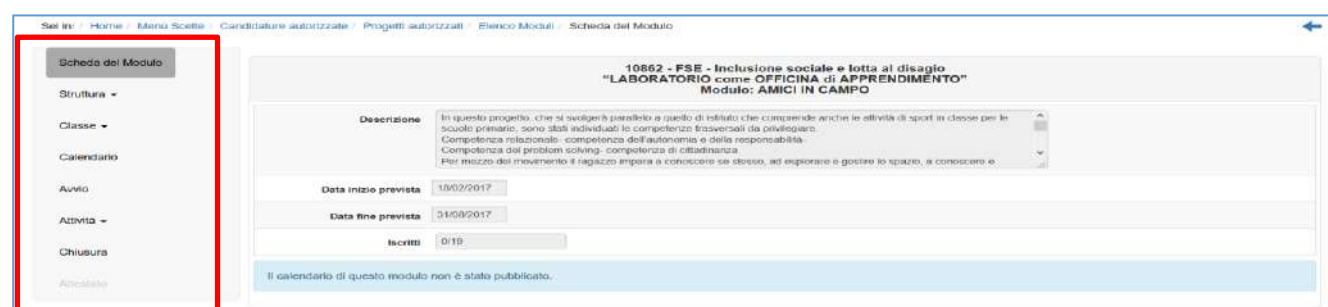 Sei in: / Home / Menù Scelte / Candidature autorizzate / Progetti autorizzati / Elenco Moduli / Scheda del Modulo
Scheda del Modulo
Struttura
Classe
Calendario
Avvio
Attività
Chiusura
Attestato
10862 - FSE - Inclusione sociale e lotta al disagio
"LABORATORIO come OFFICINA di APPRENDIMENTO"
Modulo: AMICI IN CAMPO
Descrizione
In questo progetto, che si svolgerà parallelo a quello di istituto che comprende anche le attività di sport in classe per le
scuole primarie, sono stati individuati le competenze trasversali da privilegiare.
Competenza relazionale- competenza dell'autonomia e della responsabilità-
Competenza del problem solving- competenza di cittadinanza.
Per mezzo del movimento il ragazzo impara a conoscere se stesso, ad esplorare e gestire lo spazio, a conoscere e
Data inizio prevista 18/02/2017
Data fine prevista 31/08/2017
Iscritti 0/19
Il calendario di questo modulo non è stato pubblicato.